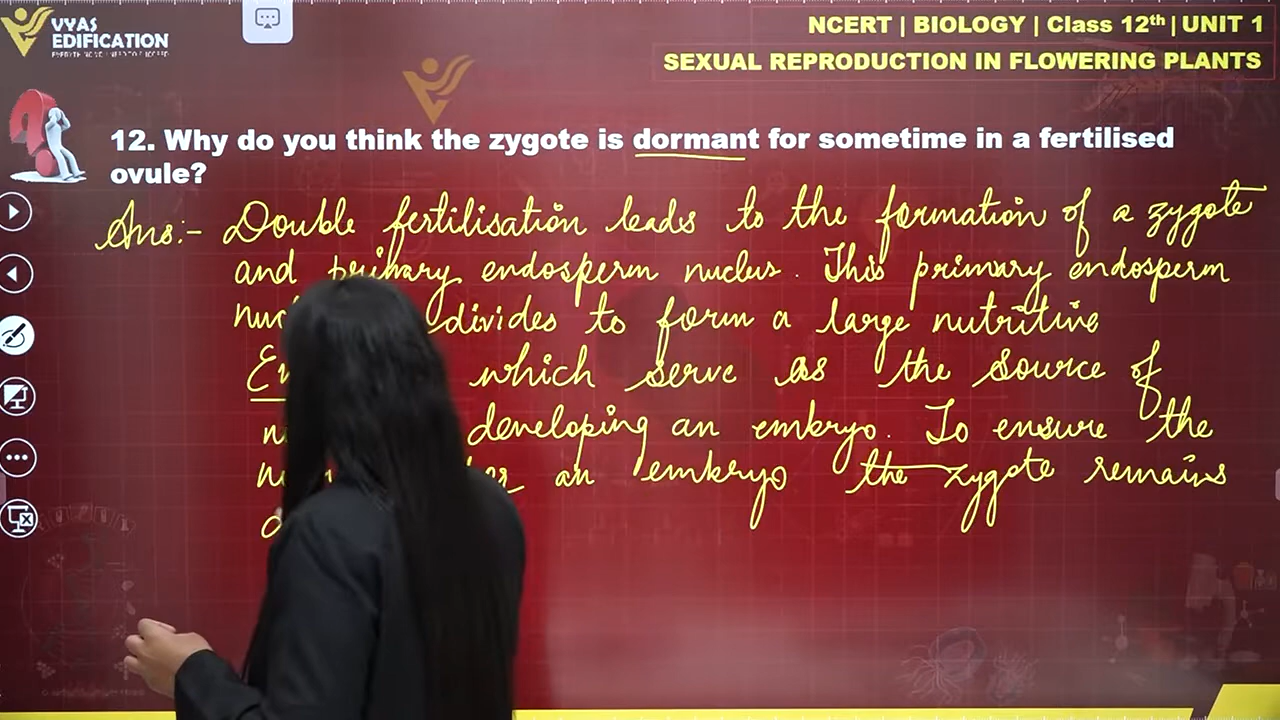 VYAS
EDIFICATION
NCERT | BIOLOGY | Class 12th | UNIT 1
SEXUAL REPRODUCTION IN FLOWERING PLANTS
12. Why do you think the zygote is dormant for sometime in a fertilised
ovule?
Ans:- Double fertilisation leads to the formation of a zygote
and primary endosperm nucleus. This primary endosperm
divides to form a large nutritive
which serve as the source of
developing an embryo. To ensure the
an embryo the zygote remains